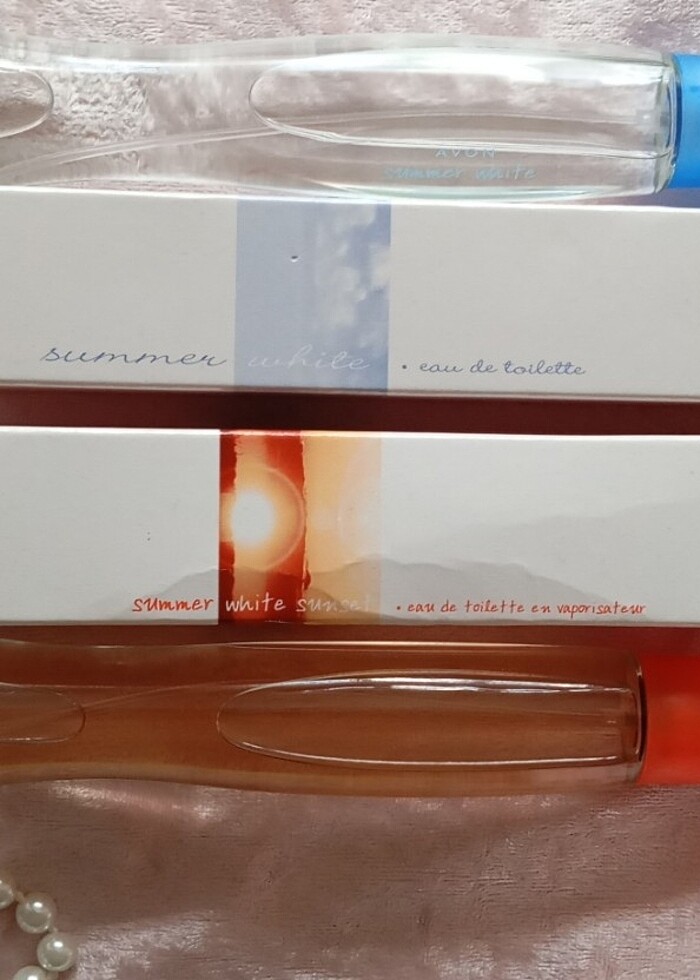 AVON
summer white
summer white • eau de toilette
summer white sunset • eau de toilette en vaporisateur